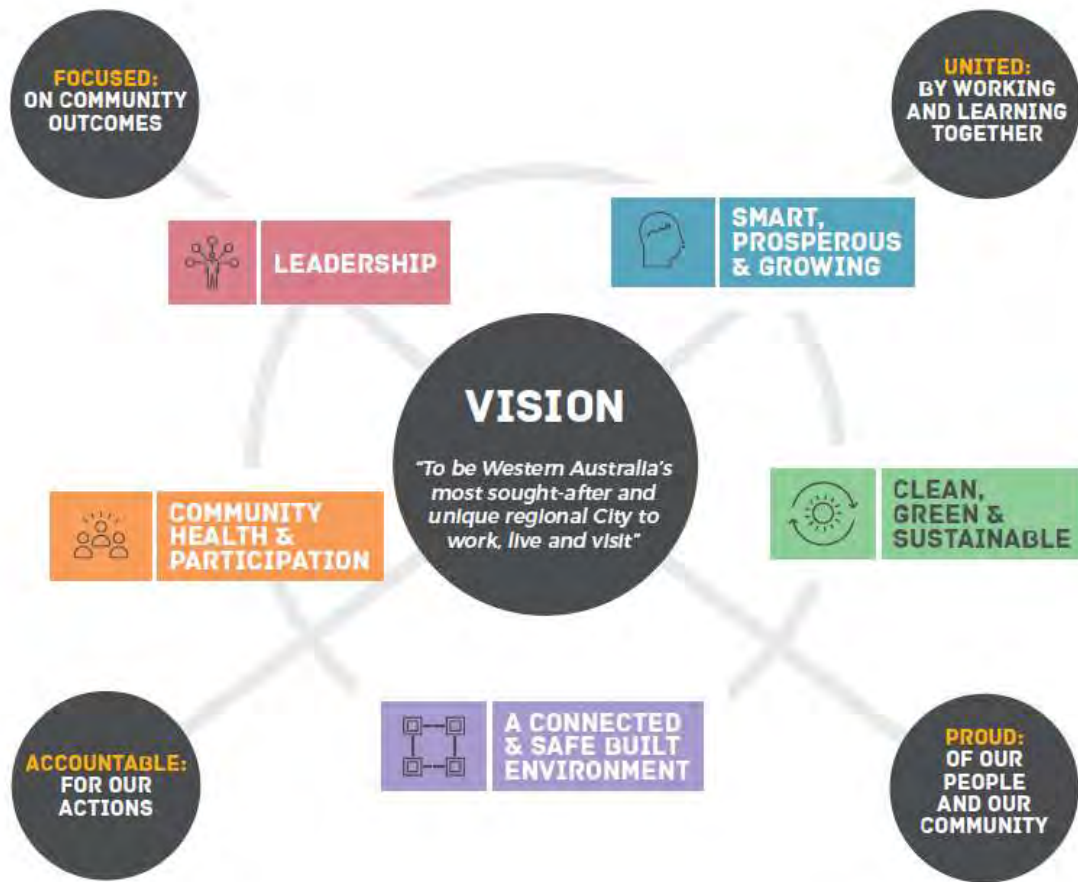 FOCUSED:
ON COMMUNITY
OUTCOMES
UNITED:
BY WORKING
AND LEARNING
TOGETHER
LEADERSHIP
SMART,
PROSPEROUS
& GROWING
VISION
"To be Western Australia's
most sought-after and
unique regional City to
work, live and visit"
COMMUNITY
HEALTH &
PARTICIPATION
CLEAN,
GREEN &
SUSTAINABLE
A CONNECTED
& SAFE BUILT
ENVIRONMENT
ACCOUNTABLE:
FOR OUR
ACTIONS
PROUD:
OF OUR
PEOPLE
AND OUR
COMMUNITY